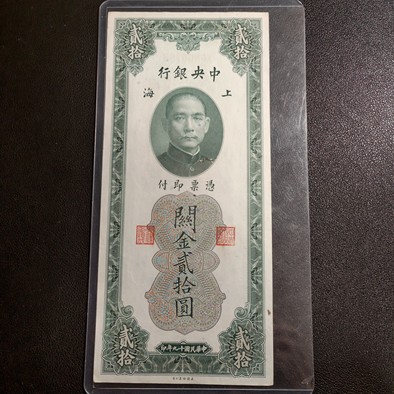 貳拾 貳拾
行銀央中
海 上
付即票憑
關金貳拾圓
貳拾 貳拾
印年九十國民華中